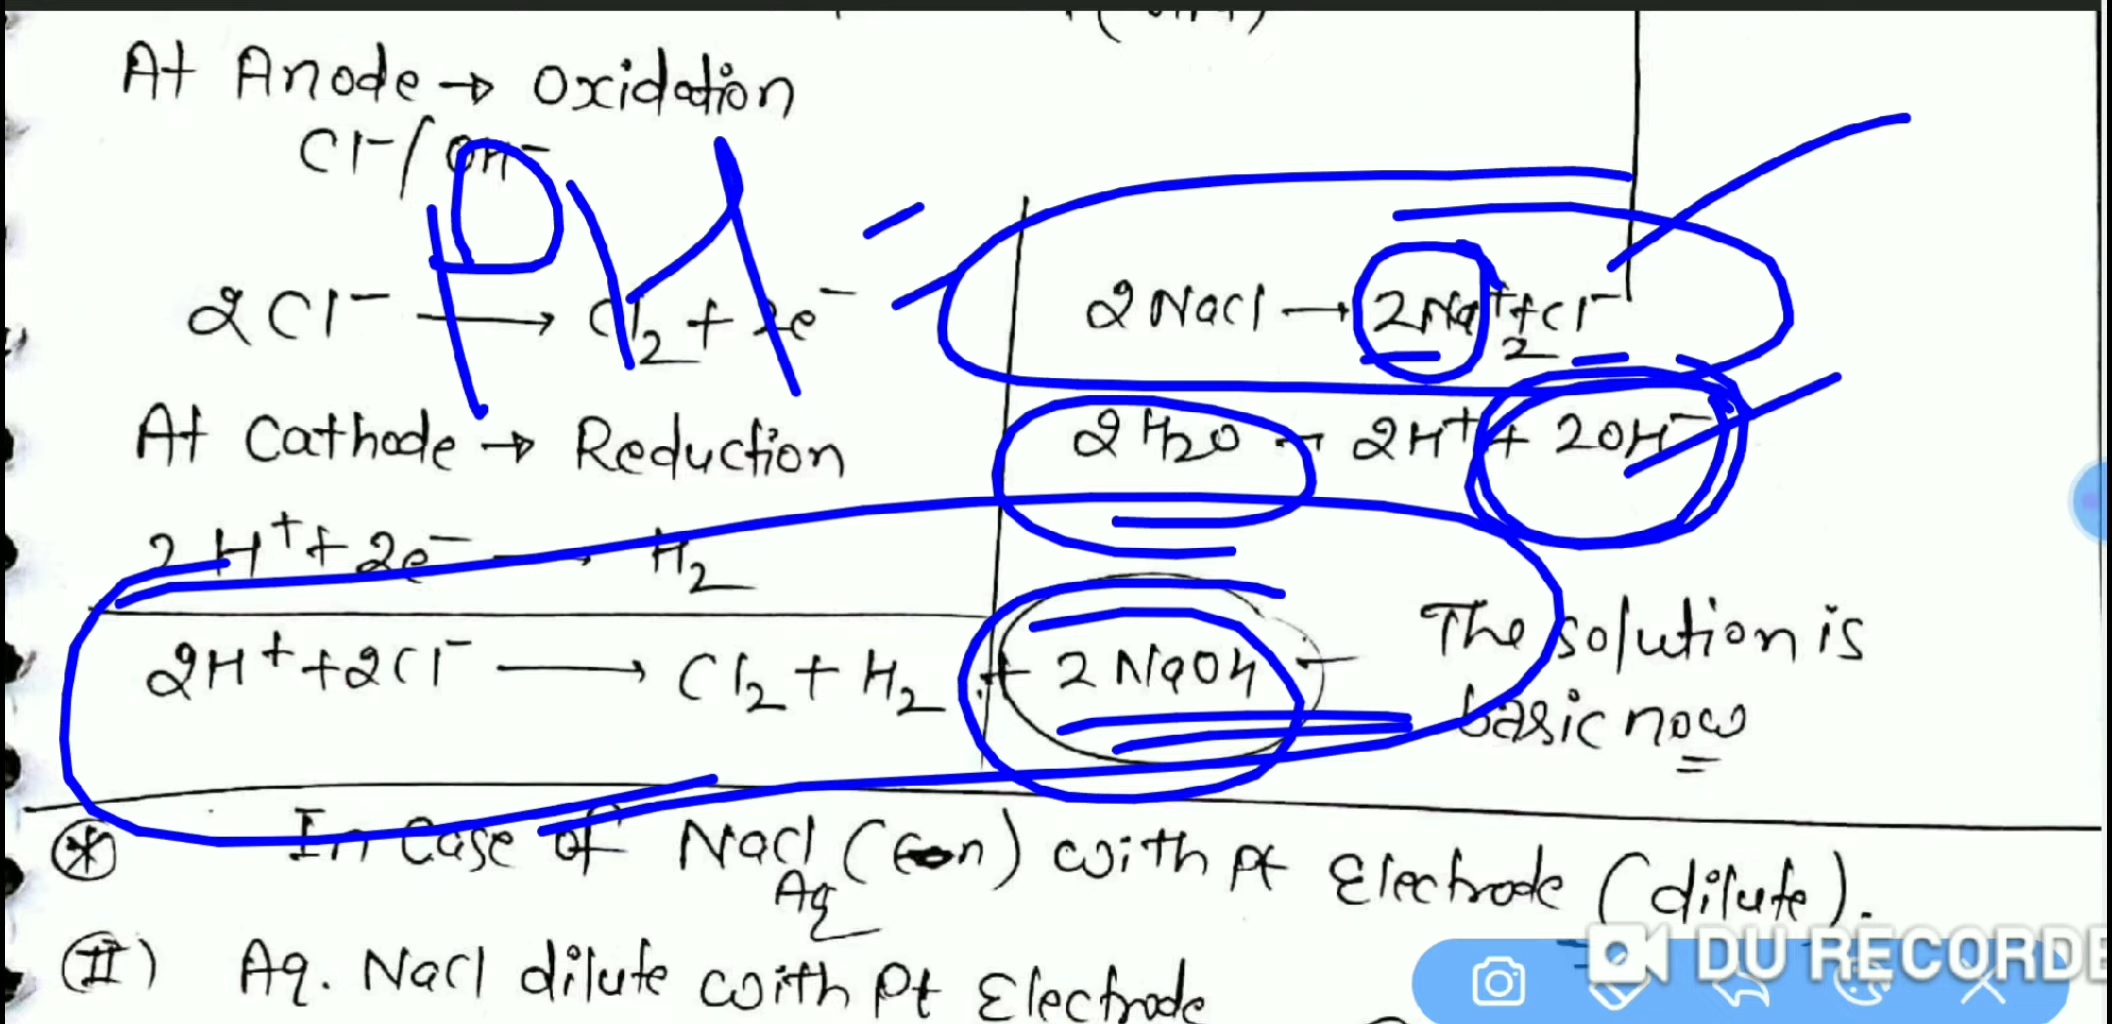 At Anode → Oxidation
Cl⁻/OH⁻
PH
2Cl⁻ → Cl₂ + 2e⁻
2NaCl → 2Na⁺ + 2Cl⁻
At Cathode → Reduction
2H₂O → 2H⁺ + 2OH⁻
2H⁺ + 2e⁻ → H₂
2H⁺ + 2Cl⁻ → Cl₂ + H₂ + 2NaOH – The solution is
basic now
In Case of NaCl ( ) with Pt Electrode (dilute).
Aq
(II) Aq. NaCl dilute with Pt Electrode
DU RECORDE